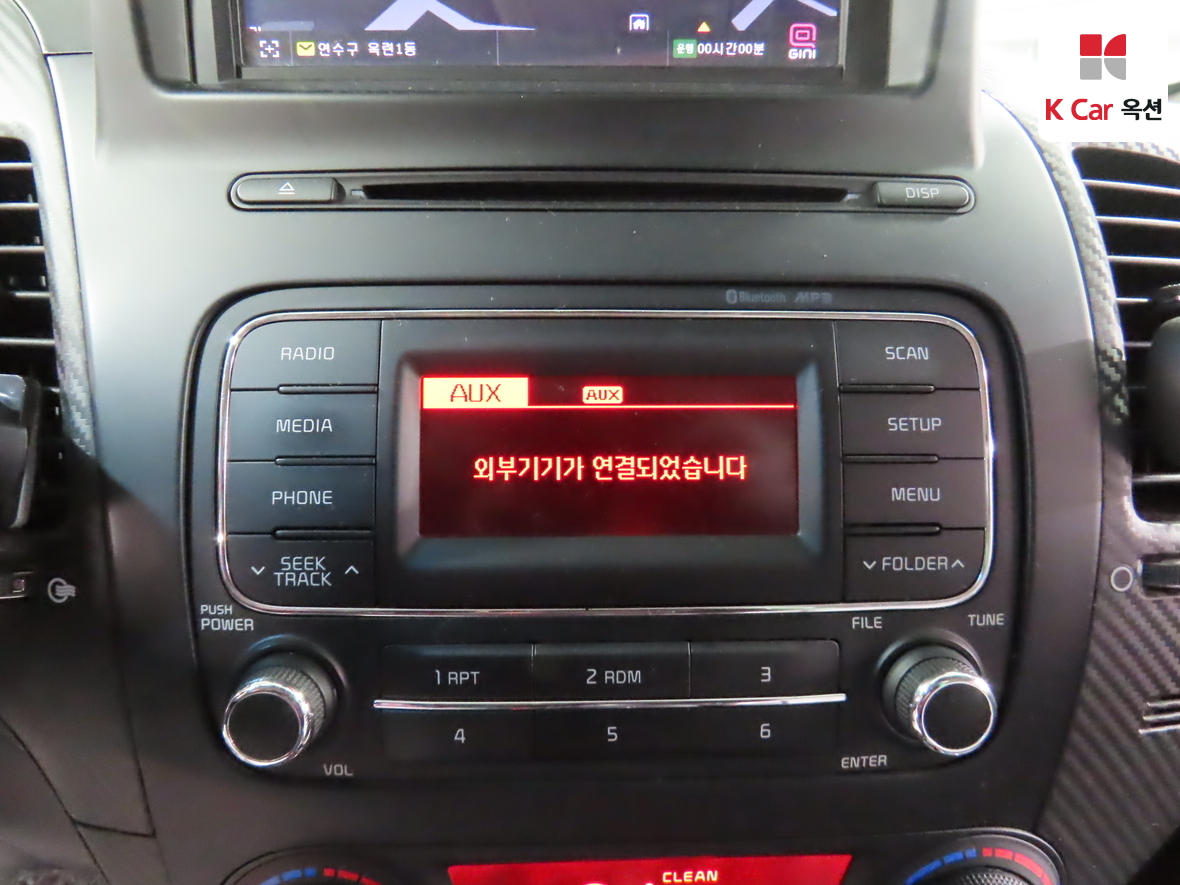 연수구 옥련1동
운행 00시간00분
GINI
K Car 옥션
DISP
Bluetooth MP3
RADIO
SCAN
AUX
AUX
MEDIA
SETUP
외부기기가 연결되었습니다
PHONE
MENU
SEEK
TRACK
FOLDER
PUSH
POWER
FILE
TUNE
1 RPT
2 RDM
3
4
5
6
VOL
ENTER
CLEAN